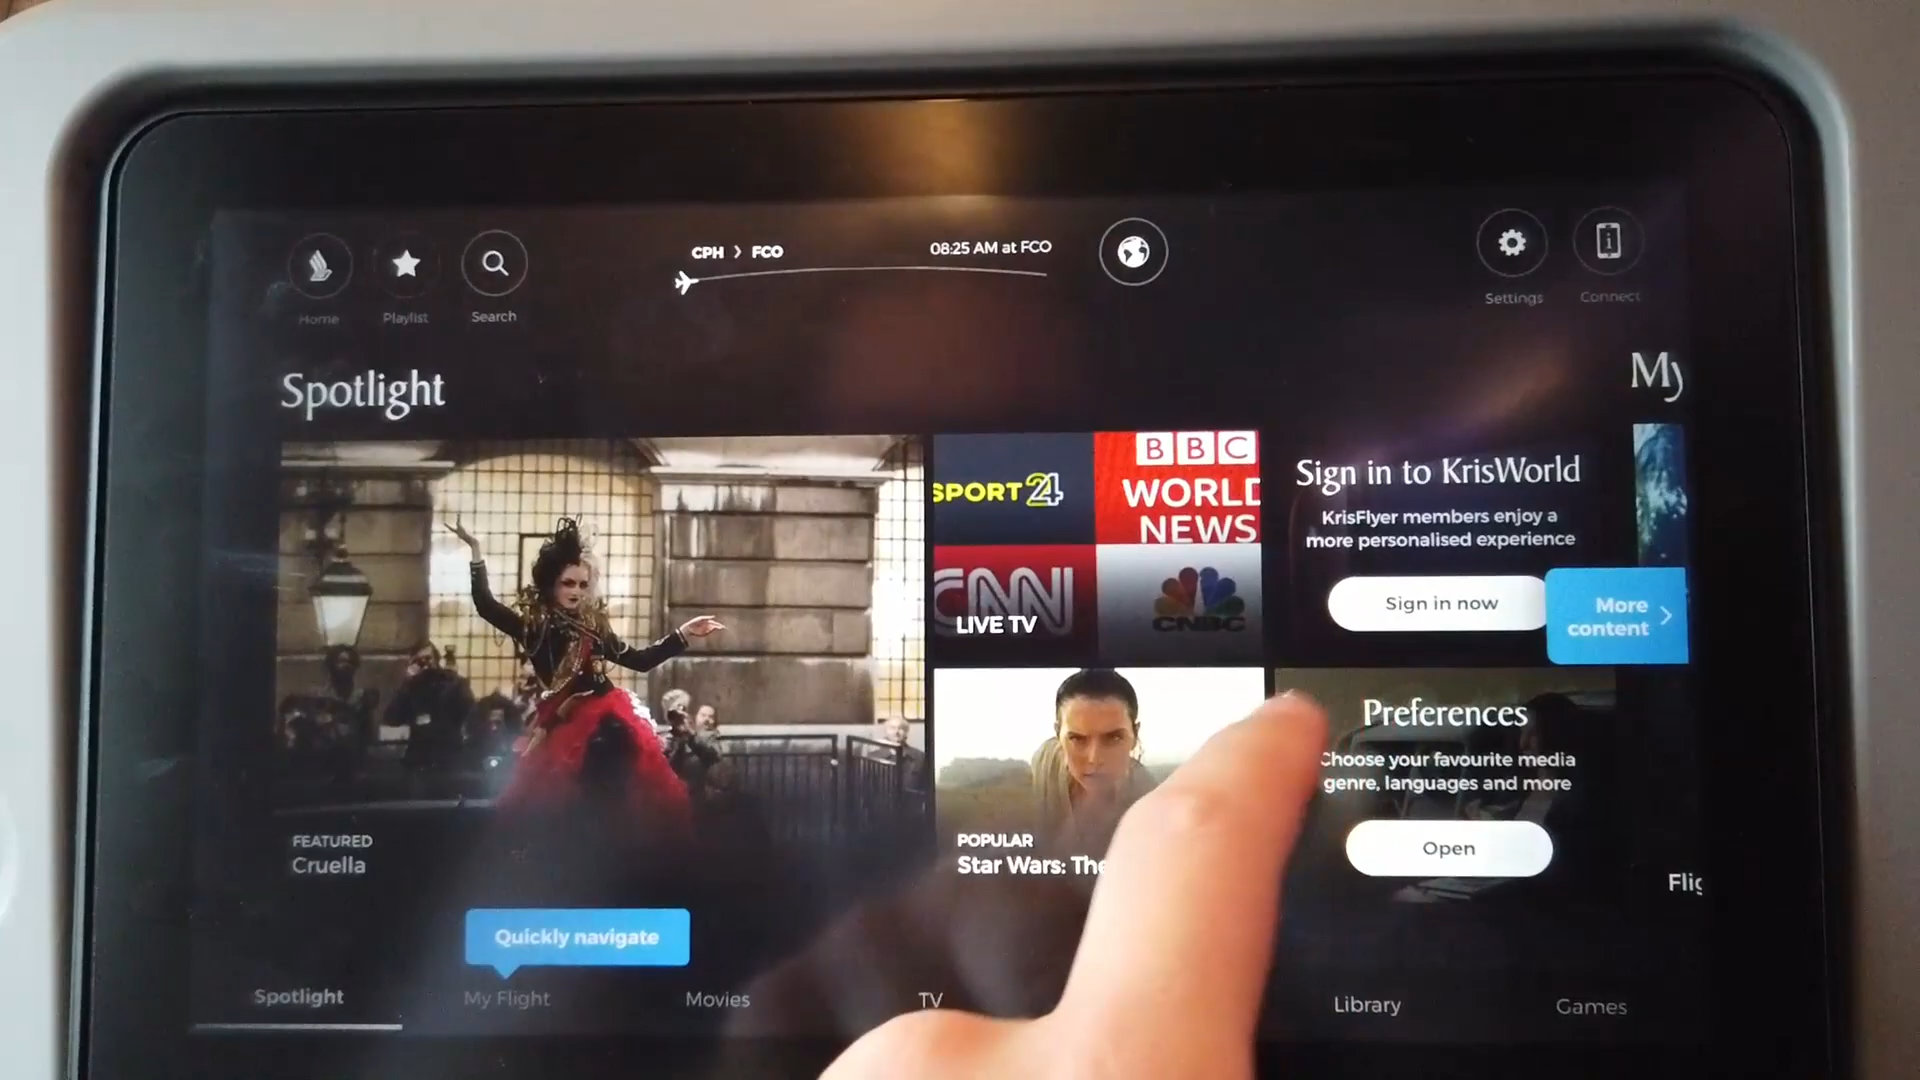 CPH > FCO
08:25 AM at FCO
Home
Playlist
Search
Settings
Connect
Spotlight
My
SPORT 24
BBC
WORLD
NEWS
CNN
CNBC
LIVE TV
Sign in to KrisWorld
KrisFlyer members enjoy a
more personalised experience
Sign in now
More
content
FEATURED
Cruella
POPULAR
Star Wars: The
Preferences
Choose your favourite media
genre, languages and more
Open
Flig
Quickly navigate
Spotlight
My Flight
Movies
TV
Library
Games